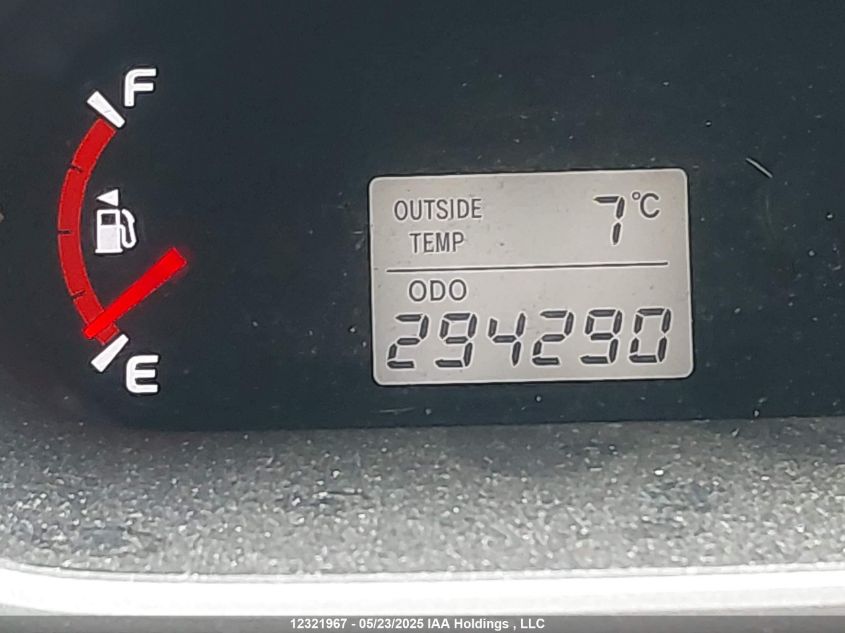 F
OUTSIDE 7°C
TEMP
ODO
294290
E
12321967 - 05/23/2025 IAA Holdings , LLC